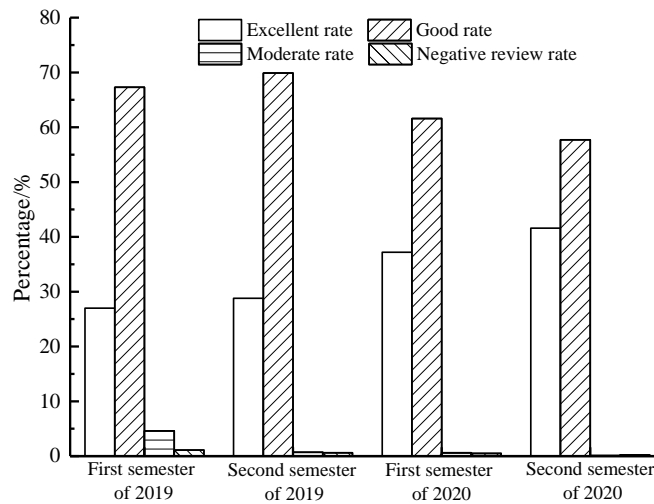 Excellent rate Good rate
Moderate rate Negative review rate
Percentage/%
80
70
60
50
40
30
20
10
0
First semester of 2019
Second semester of 2019
First semester of 2020
Second semester of 2020